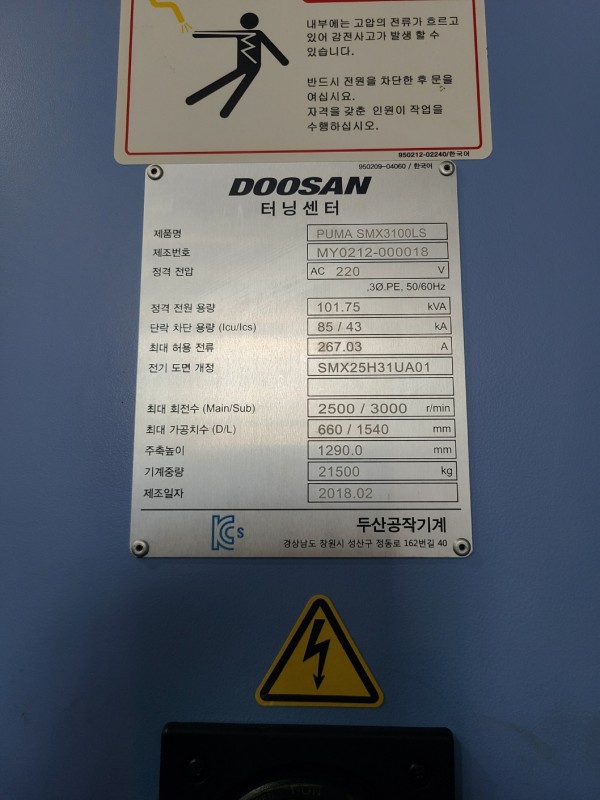 내부에는 고압의 전류가 흐르고
있어 감전사고가 발생 할 수
있습니다.
반드시 전원을 차단한 후 문을
여십시요.
자격을 갖춘 인원이 작업을
수행하십시오.
950212-02240/한국어
950209-04060 / 한국어
DOOSAN
터닝센터
제품명 PUMA SMX3100LS
제조번호 MY0212-000018
정격 전압 AC 220 V
,3Ø.PE, 50/60Hz
정격 전원 용량 101.75 kVA
단락 차단 용량 (Icu/Ics) 85 / 43 kA
최대 허용 전류 267.03 A
전기 도면 개정 SMX25H31UA01
최대 회전수 (Main/Sub) 2500 / 3000 r/min
최대 가공치수 (D/L) 660 / 1540 mm
주축높이 1290.0 mm
기계중량 21500 kg
제조일자 2018.02
KCs 두산공작기계
경상남도 창원시 성산구 정동로 162번길 40